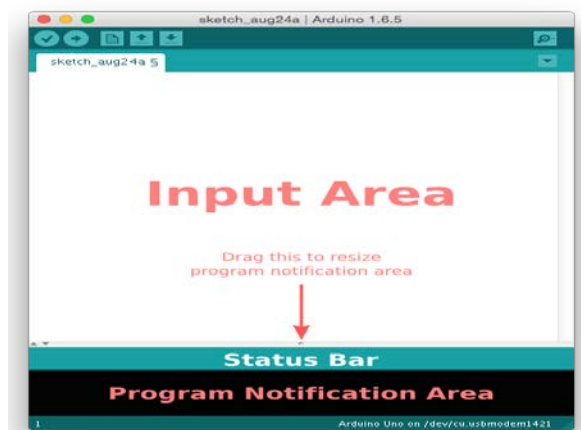 sketch_aug24a | Arduino 1.6.5
sketch_aug24a §
Input Area
Drag this to resize
program notification area
Status Bar
Program Notification Area
1 Arduino Uno on /dev/cu.usbmodem1421